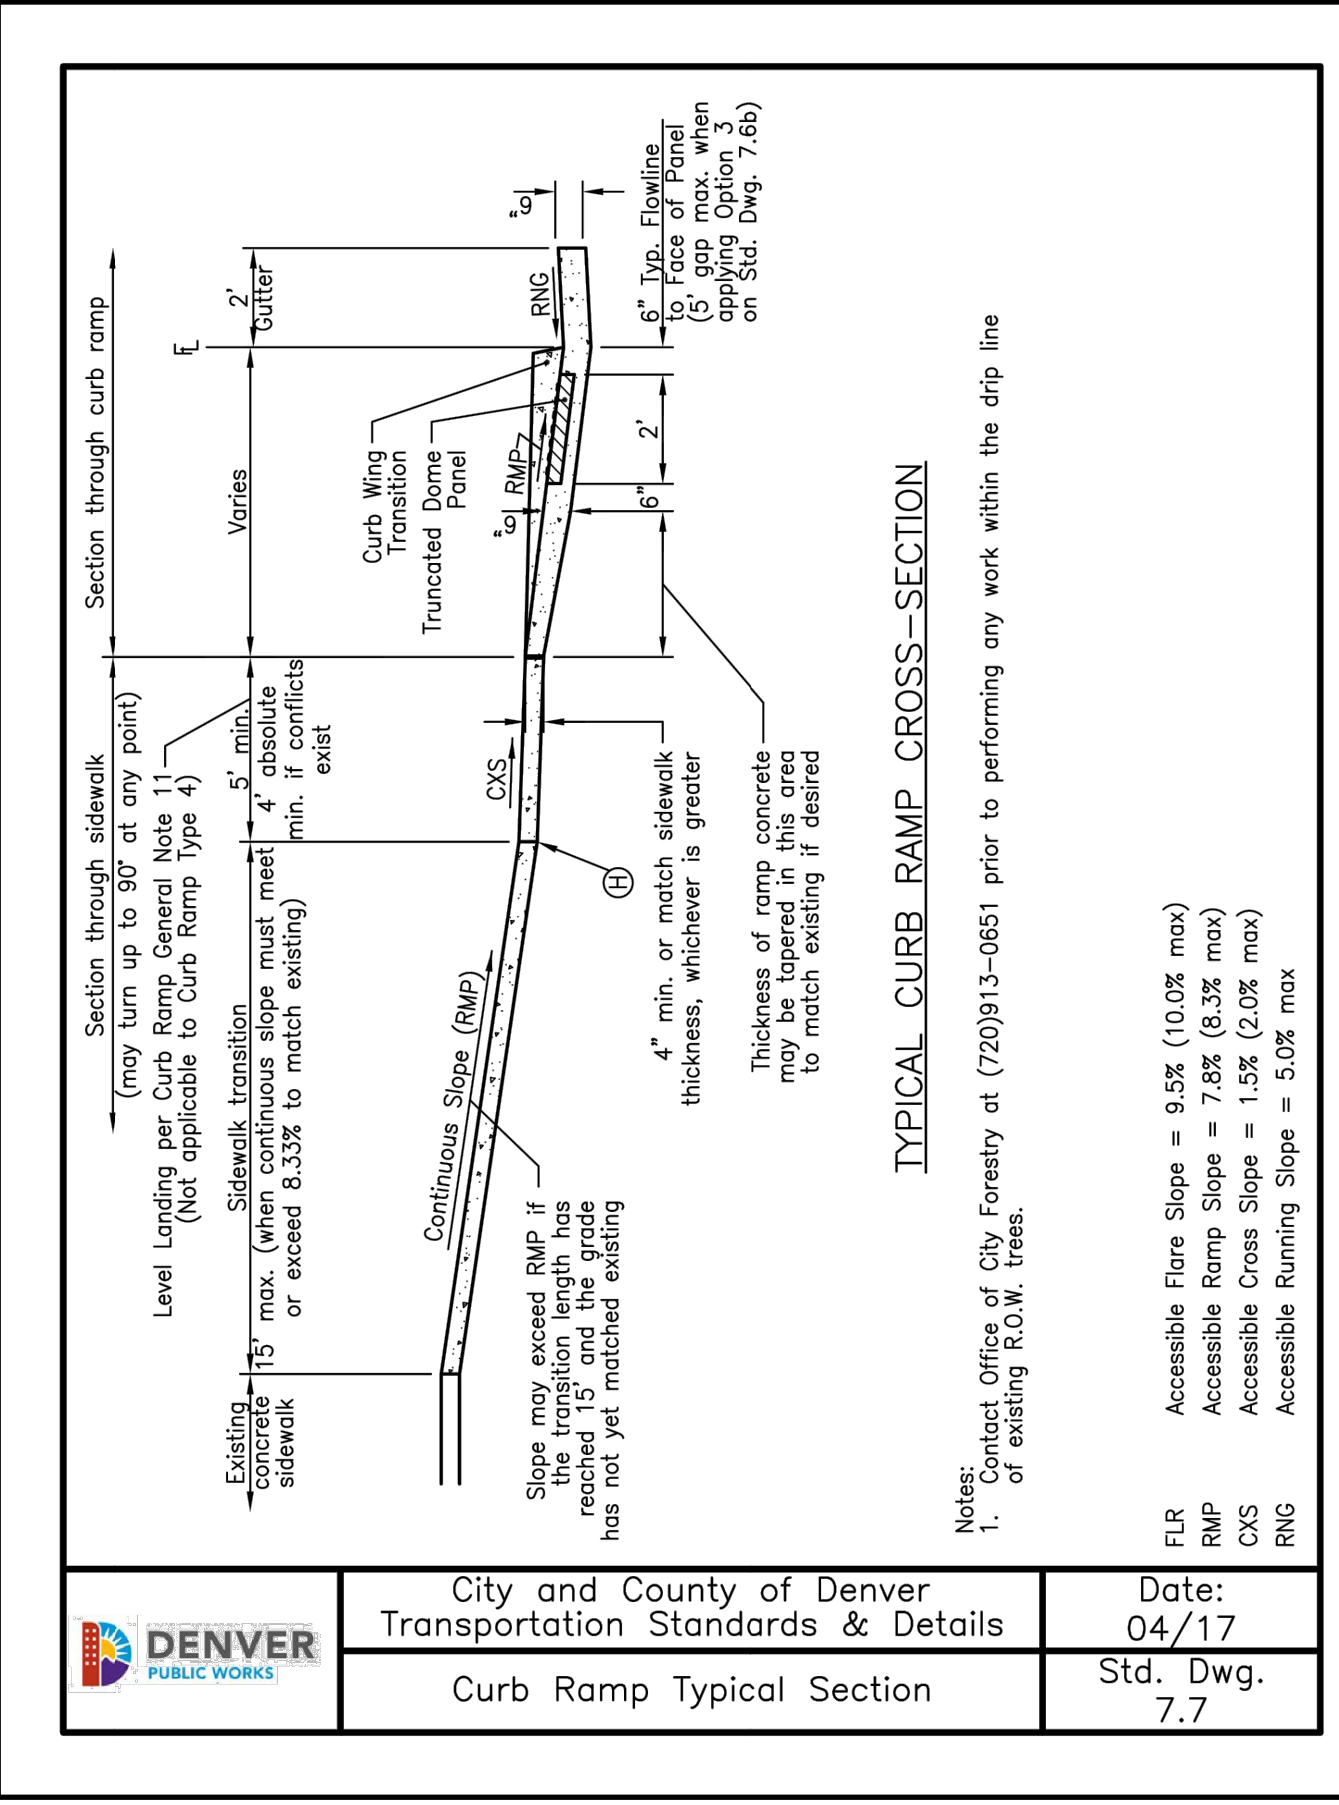 Section through sidewalk
(may turn up to 90° at any point)
Section through curb ramp
Level Landing per Curb Ramp General Note 11
(Not applicable to Curb Ramp Type 4)
Existing
concrete
sidewalk
Sidewalk transition
15' max. (when continuous slope must meet
or exceed 8.33% to match existing)
5' min.
4' absolute
min. if conflicts
exist
Varies
FL
2'
Gutter
Curb Wing
Transition
Truncated Dome
Panel
Continuous Slope (RMP)
CXS
RMP
RNG
6"
6"
Slope may exceed RMP if
the transition length has
reached 15' and the grade
has not yet matched existing
H
4" min. or match sidewalk
thickness, whichever is greater
Thickness of ramp concrete
may be tapered in this area
to match existing if desired
6"
2'
6" Typ. Flowline
to Face of Panel
(5' gap max. when
applying Option 3
on Std. Dwg. 7.6b)
TYPICAL CURB RAMP CROSS-SECTION
Notes:
1. Contact Office of City Forestry at (720)913-0651 prior to performing any work within the drip line
of existing R.O.W. trees.
FLR Accessible Flare Slope = 9.5% (10.0% max)
RMP Accessible Ramp Slope = 7.8% (8.3% max)
CXS Accessible Cross Slope = 1.5% (2.0% max)
RNG Accessible Running Slope = 5.0% max
DENVER
PUBLIC WORKS
City and County of Denver
Transportation Standards & Details
Curb Ramp Typical Section
Date:
04/17
Std. Dwg.
7.7